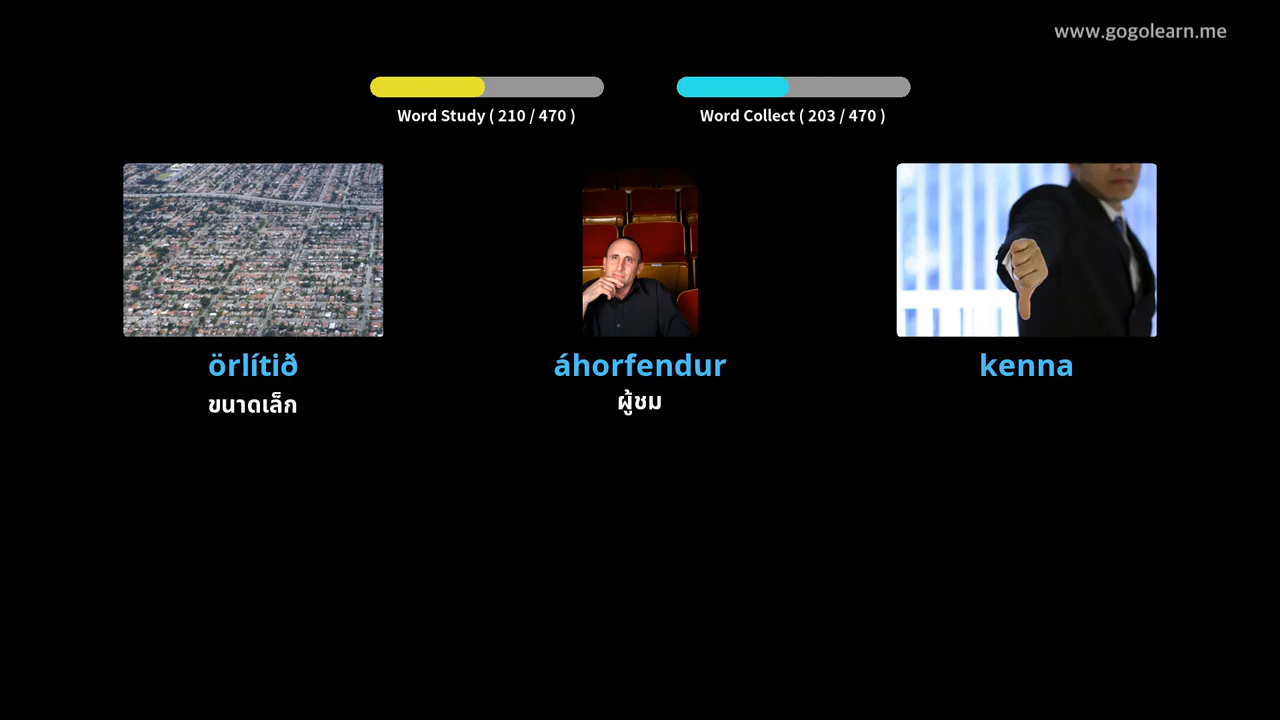 www.gogolearn.me
Word Study ( 210 / 470 )
Word Collect ( 203 / 470 )
örlítið
áhorfendur
kenna
ขนาดเล็ก
ผู้ชม